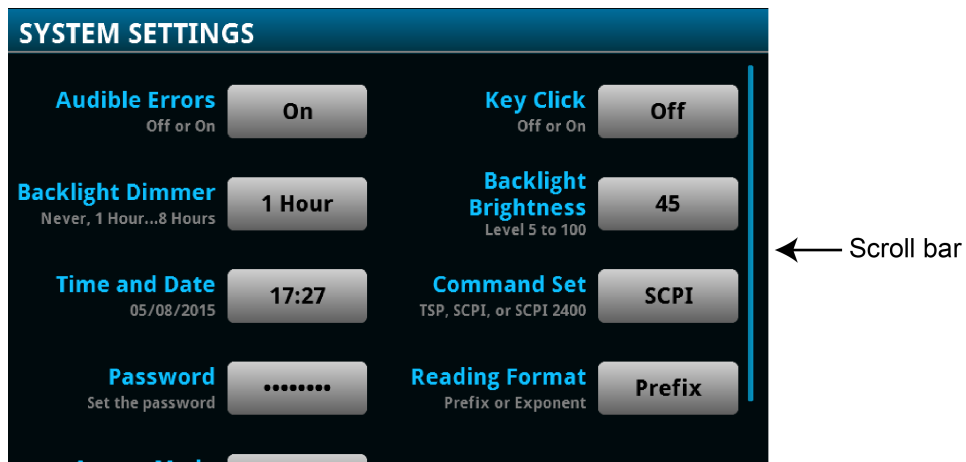 SYSTEM SETTINGS
Audible Errors
Off or On
On
Key Click
Off or On
Off
Backlight Dimmer
Never, 1 Hour...8 Hours
1 Hour
Backlight
Brightness
Level 5 to 100
45
Scroll bar
Time and Date
05/08/2015
17:27
Command Set
TSP, SCPI, or SCPI 2400
SCPI
Password
Set the password
••••••••
Reading Format
Prefix or Exponent
Prefix